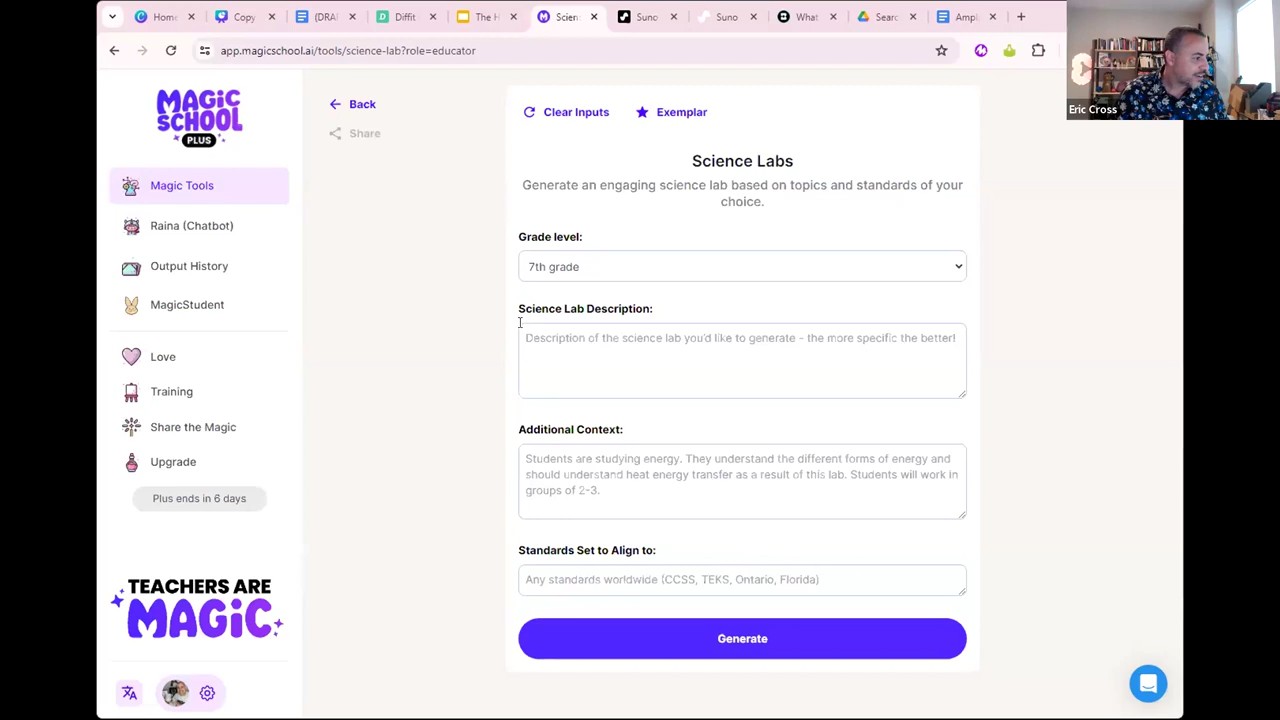 Home
Copy
(DRA
Diffit
The H
Scien
Suno
Suno
What
Searc
Ampl
app.magicschool.ai/tools/science-lab?role=educator
Eric Cross
MAGIC
SCHOOL
PLUS
Magic Tools
Raina (Chatbot)
Output History
MagicStudent
Love
Training
Share the Magic
Upgrade
Plus ends in 6 days
TEACHERS ARE
MAGIC
Back
Share
Clear Inputs
Exemplar
Science Labs
Generate an engaging science lab based on topics and standards of your
choice.
Grade level:
7th grade
Science Lab Description:
Description of the science lab you'd like to generate - the more specific the better!
Additional Context:
Students are studying energy. They understand the different forms of energy and
should understand heat energy transfer as a result of this lab. Students will work in
groups of 2-3.
Standards Set to Align to:
Any standards worldwide (CCSS, TEKS, Ontario, Florida)
Generate